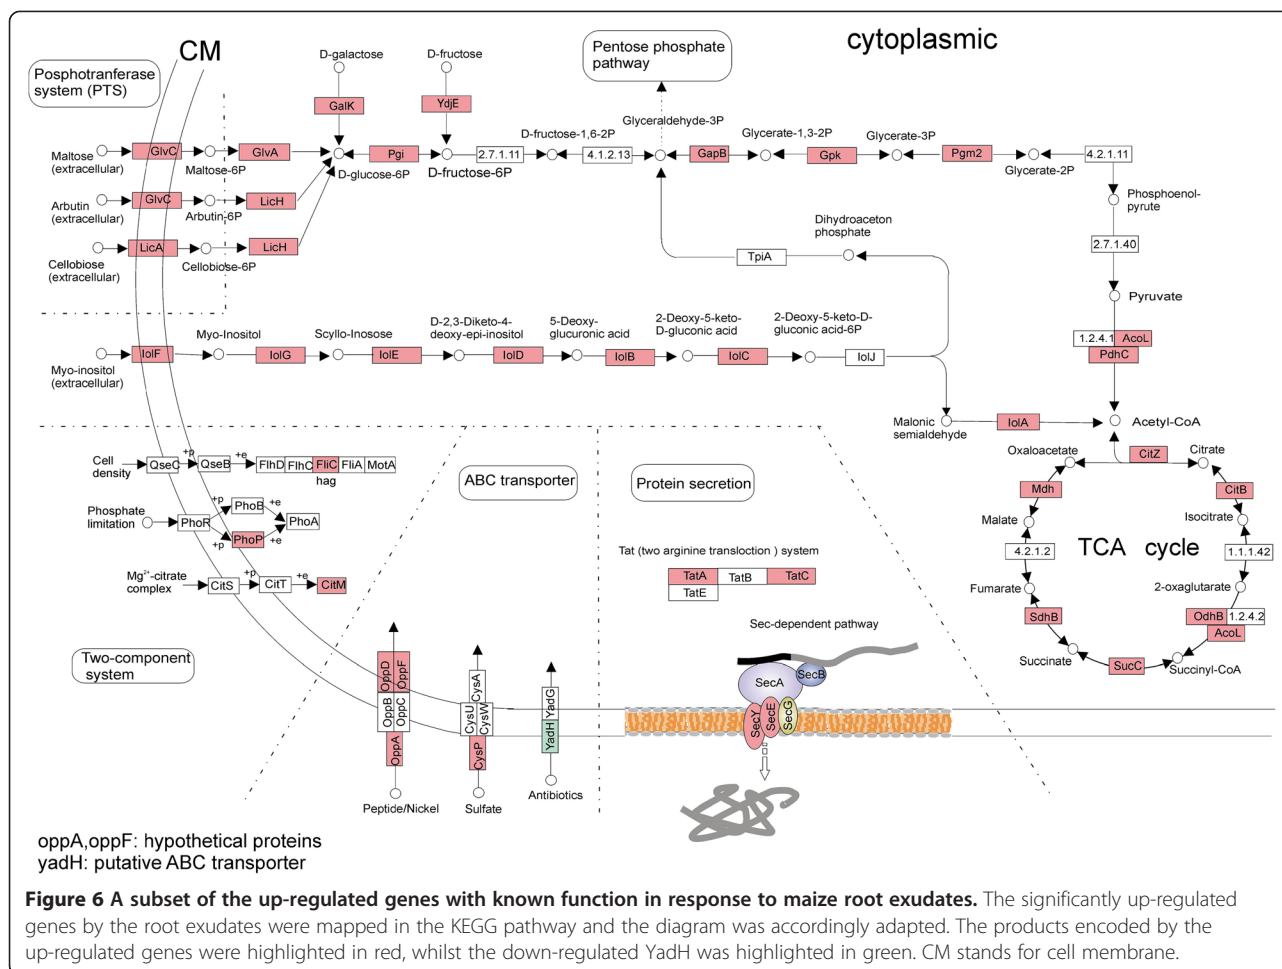 CM
cytoplasmic
Posphotranferase
system (PTS)
D-galactose
D-fructose
Pentose phosphate
pathway
GalK
YdjE
Glyceraldehyde-3P
D-fructose-1,6-2P
Glycerate-1,3-2P
Glycerate-3P
Maltose
(extracellular)
GlvC
Maltose-6P
GlvA
Pgi
D-glucose-6P
D-fructose-6P
2.7.1.11
4.1.2.13
GapB
Gpk
Pgm2
Glycerate-2P
4.2.1.11
Arbutin
(extracellular)
GlvC
Arbutin-6P
LicH
Phosphoenol-
pyrute
Cellobiose
(extracellular)
LicA
Cellobiose-6P
LicH
Dihydroaceton
phosphate
TpiA
2.7.1.40
Pyruvate
Myo-Inositol
Scyllo-Inosose
D-2,3-Diketo-4-
deoxy-epi-inositol
5-Deoxy-
glucuronic acid
2-Deoxy-5-keto-
D-gluconic acid
2-Deoxy-5-keto-D-
gluconic acid-6P
1.2.4.1 AcoL
PdhC
Myo-inositol
(extracellular)
IolF
IolG
IolE
IolD
IolB
IolC
IolJ
Malonic
semialdehyde
IolA
Acetyl-CoA
Cell
density
QseC
+p
QseB
+e
FlhD FlhC FliC FliA MotA
hag
ABC transporter
Protein secretion
Oxaloacetate
CitZ
Citrate
Mdh
CitB
Phosphate
limitation
PhoR
+p
PhoB
+e
PhoA
+p
PhoP
+e
Malate
Isocitrate
4.2.1.2
TCA cycle
1.1.1.42
Tat (two arginine transloction ) system
TatA TatB TatC
TatE
Mg2+-citrate
complex
CitS
+p
CitT
+e
CitM
Fumarate
2-oxaglutarate
SdhB
OdhB 1.2.4.2
AcoL
Sec-dependent pathway
Succinate
SucC
Succinyl-CoA
Two-component
system
OppD
OppF
OppB
OppC
OppA
CysA
CysU
CysW
CysP
YadG
YadH
SecA
SecB
SecY
SecE
SecG
Peptide/Nickel
Sulfate
Antibiotics
oppA,oppF: hypothetical proteins
yadH: putative ABC transporter
Figure 6 A subset of the up-regulated genes with known function in response to maize root exudates. The significantly up-regulated
genes by the root exudates were mapped in the KEGG pathway and the diagram was accordingly adapted. The products encoded by the
up-regulated genes were highlighted in red, whilst the down-regulated YadH was highlighted in green. CM stands for cell membrane.